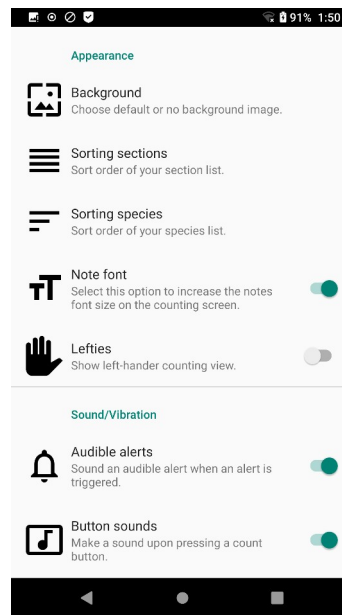 91% 1:50
Appearance
Background
Choose default or no background image.
Sorting sections
Sort order of your section list.
Sorting species
Sort order of your species list.
Note font
Select this option to increase the notes
font size on the counting screen.
Lefties
Show left-hander counting view.
Sound/Vibration
Audible alerts
Sound an audible alert when an alert is
triggered.
Button sounds
Make a sound upon pressing a count
button.